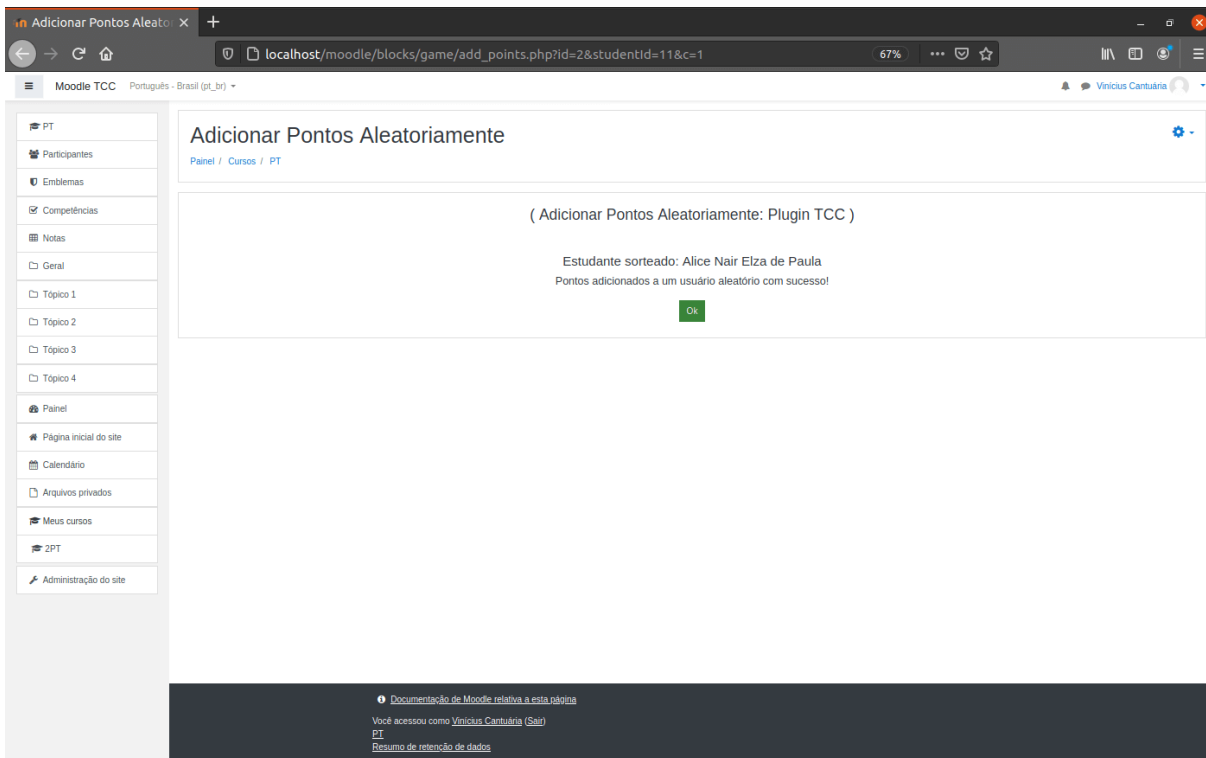 Adicionar Pontos Aleato
localhost/moodle/blocks/game/add_points.php?id=2&studentId=11&c=1
67%
Moodle TCC Português - Brasil (pt_br)
Vinícius Cantuária
PT
Participantes
Emblemas
Competências
Notas
Geral
Tópico 1
Tópico 2
Tópico 3
Tópico 4
Painel
Página inicial do site
Calendário
Arquivos privados
Meus cursos
2PT
Administração do site
Adicionar Pontos Aleatoriamente
Painel / Cursos / PT
( Adicionar Pontos Aleatoriamente: Plugin TCC )
Estudante sorteado: Alice Nair Elza de Paula
Pontos adicionados a um usuário aleatório com sucesso!
Ok
Documentação de Moodle relativa a esta página
Você acessou como Vinícius Cantuária (Sair)
PT
Resumo de retenção de dados